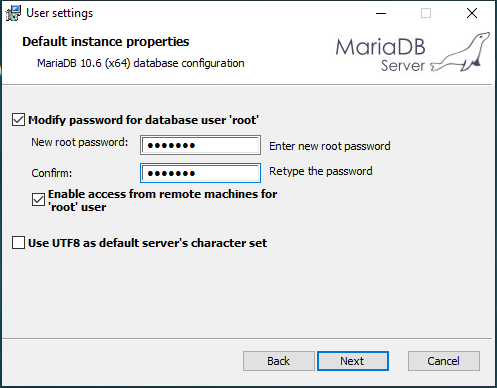 User settings
Default instance properties
MariaDB 10.6 (x64) database configuration
MariaDB
Server
Modify password for database user 'root'
New root password: ●●●●●●● Enter new root password
Confirm: ●●●●●●● Retype the password
Enable access from remote machines for
'root' user
Use UTF8 as default server's character set
Back Next Cancel